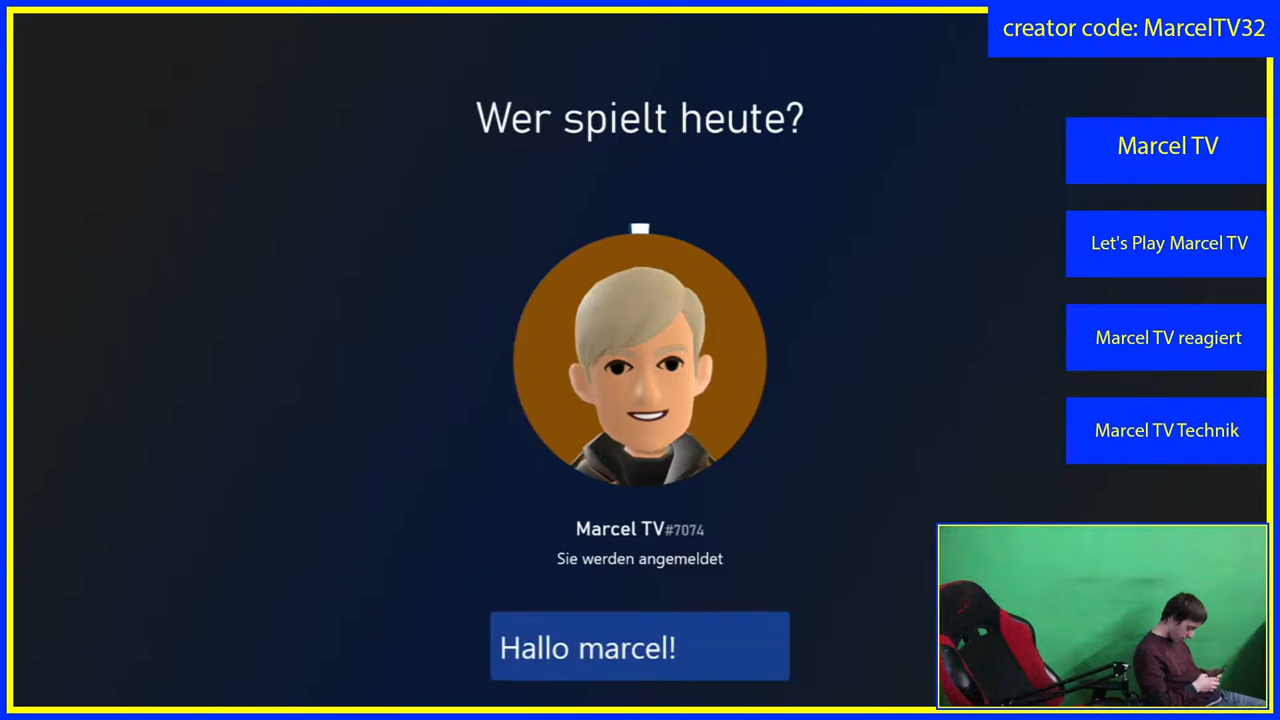 creator code: MarcelTV32
Wer spielt heute?
Marcel TV
Let's Play Marcel TV
Marcel TV reagiert
Marcel TV Technik
Marcel TV#7074
Sie werden angemeldet
Hallo marcel!